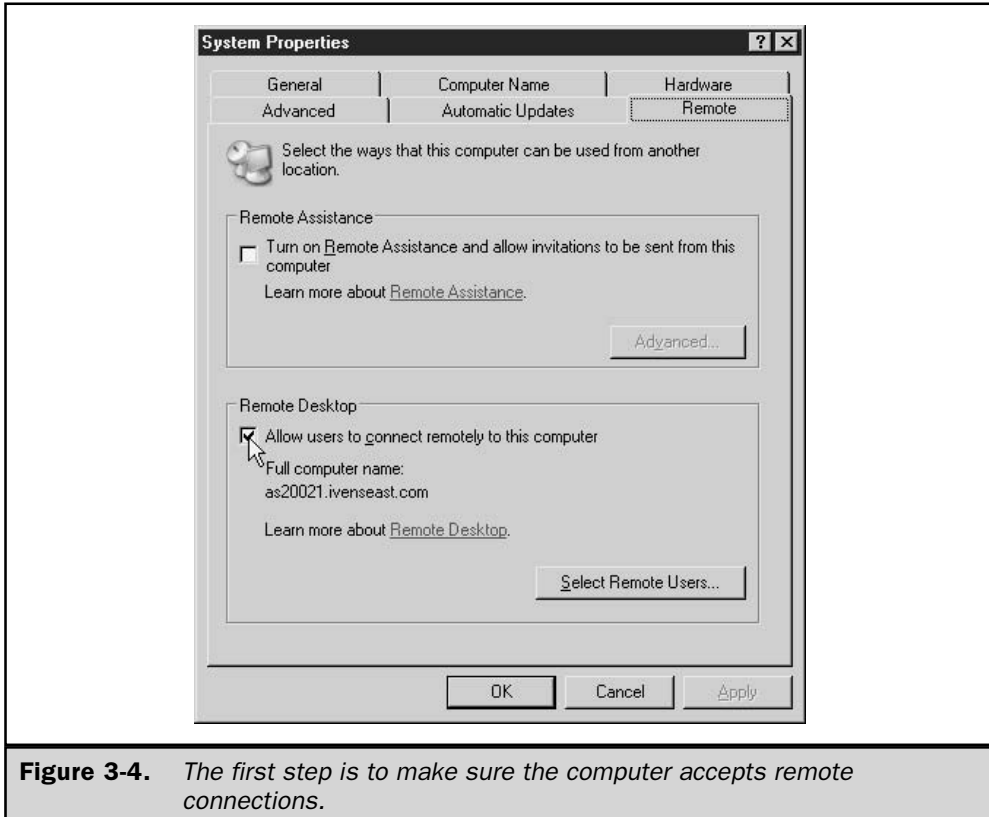 System Properties
General Computer Name Hardware
Advanced Automatic Updates Remote
Select the ways that this computer can be used from another
location.
Remote Assistance
Turn on Remote Assistance and allow invitations to be sent from this
computer
Learn more about Remote Assistance.
Advanced...
Remote Desktop
Allow users to connect remotely to this computer
Full computer name:
as20021.ivenseast.com
Learn more about Remote Desktop.
Select Remote Users...
OK Cancel Apply
Figure 3-4. The first step is to make sure the computer accepts remote
connections.